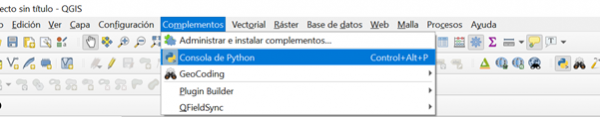 ecto sin título - QGIS
Edición Ver Capa Configuración Complementos Vectorial Ráster Base de datos Web Malla Procesos Ayuda
Administrar e instalar complementos...
Consola de Python Control+Alt+P
GeoCoding
Plugin Builder
QFieldSync